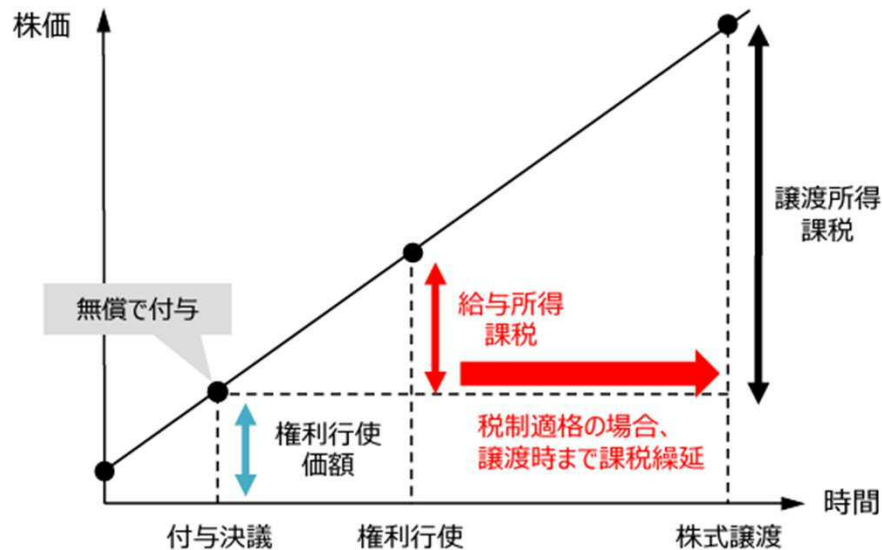 株価
譲渡所得
課税
無償で付与
給与所得
課税
権利行使
価額
税制適格の場合、
譲渡時まで課税繰延
時間
付与決議
権利行使
株式譲渡